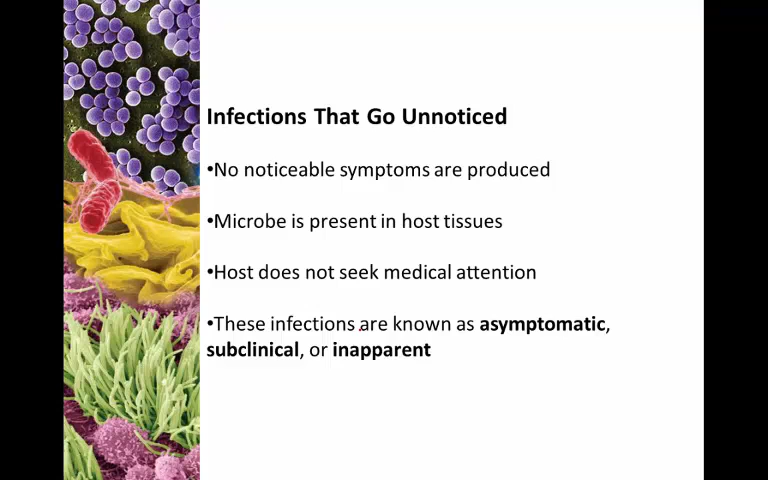 Infections That Go Unnoticed
•No noticeable symptoms are produced
•Microbe is present in host tissues
•Host does not seek medical attention
•These infections are known as asymptomatic,
subclinical, or inapparent